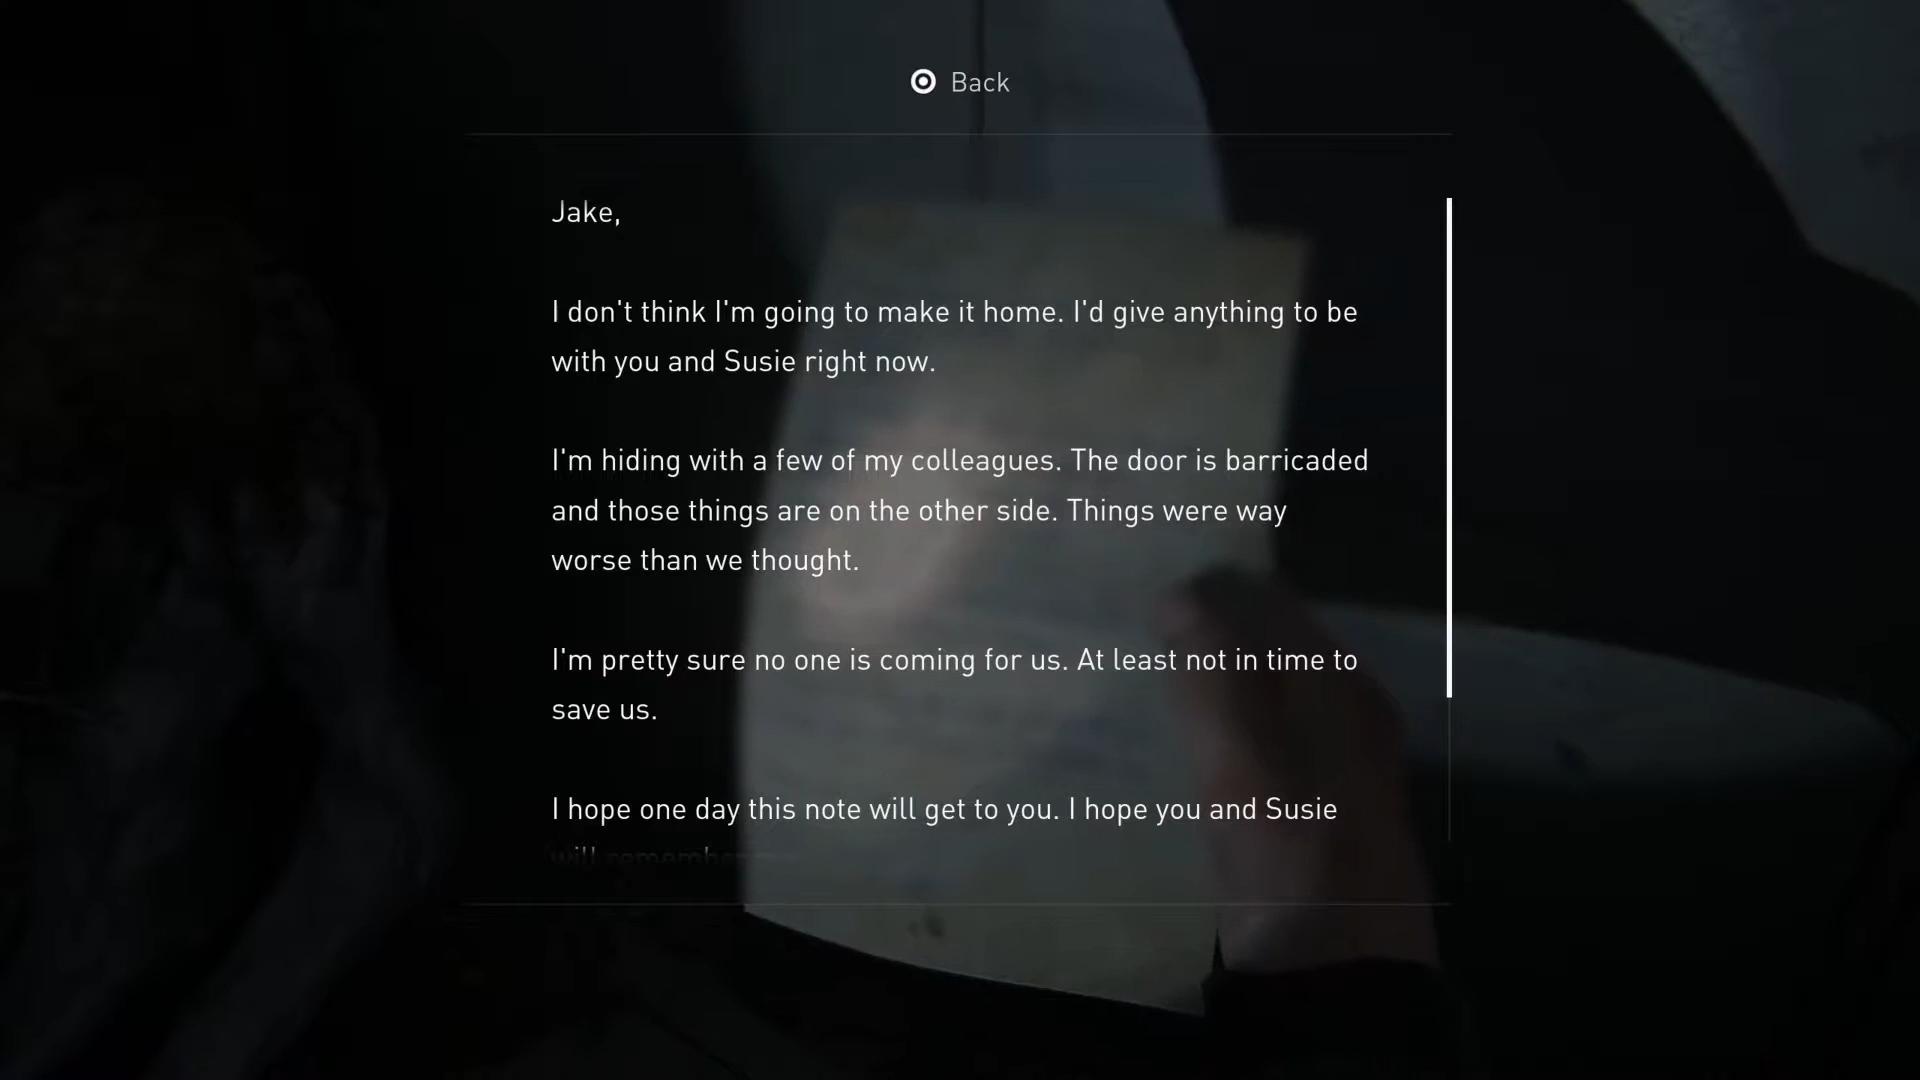 Back
Jake,
I don't think I'm going to make it home. I'd give anything to be
with you and Susie right now.
I'm hiding with a few of my colleagues. The door is barricaded
and those things are on the other side. Things were way
worse than we thought.
I'm pretty sure no one is coming for us. At least not in time to
save us.
I hope one day this note will get to you. I hope you and Susie
will remember